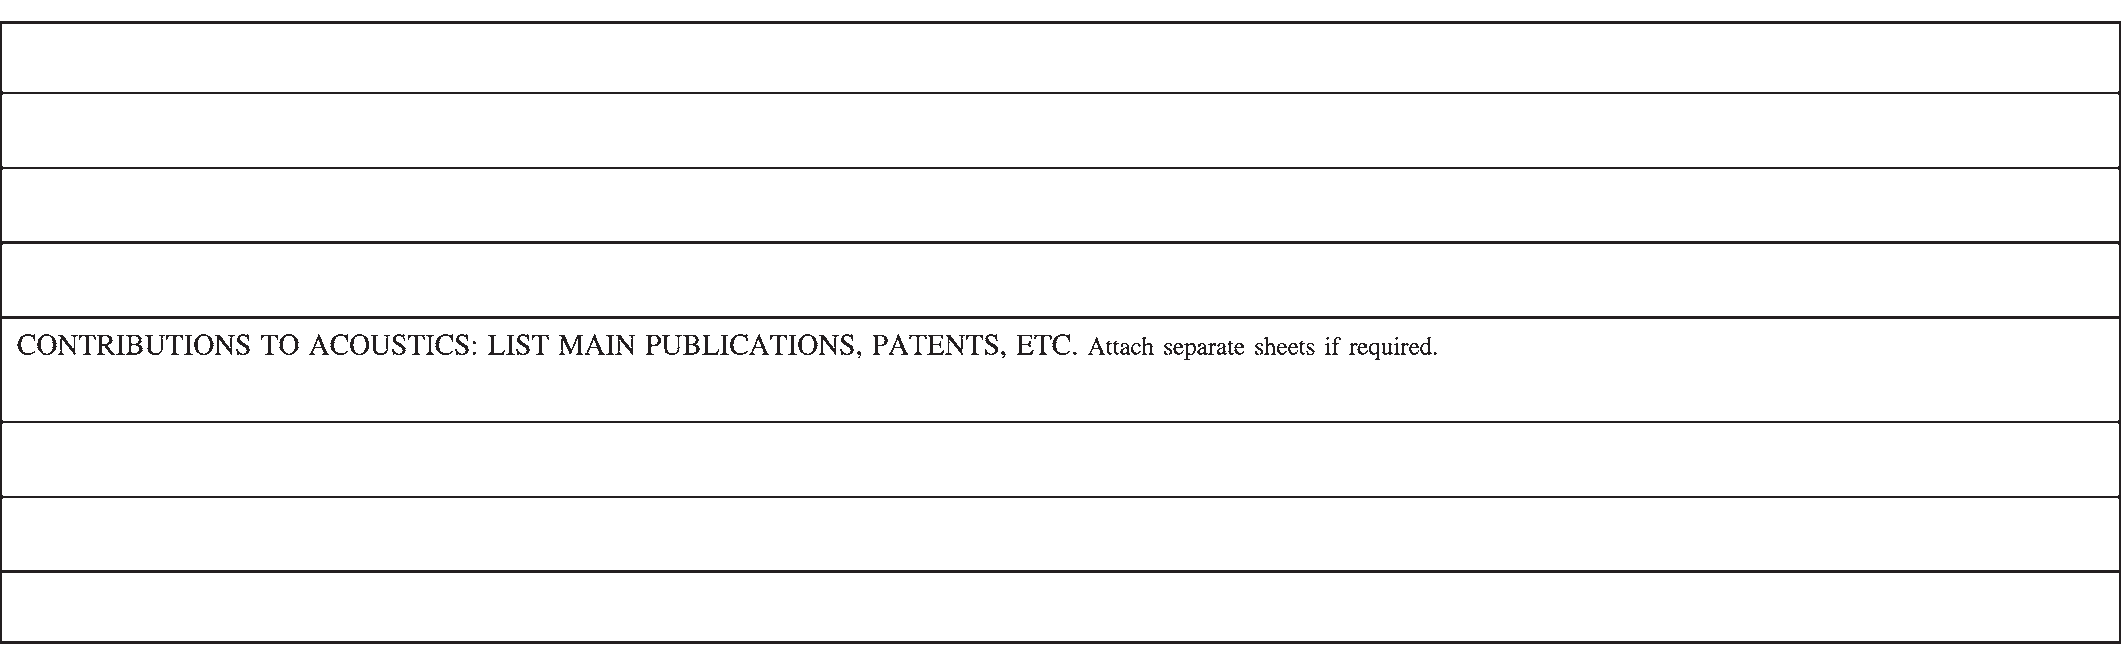 CONTRIBUTIONS TO ACOUSTICS: LIST MAIN PUBLICATIONS, PATENTS, ETC. Attach separate sheets if required.